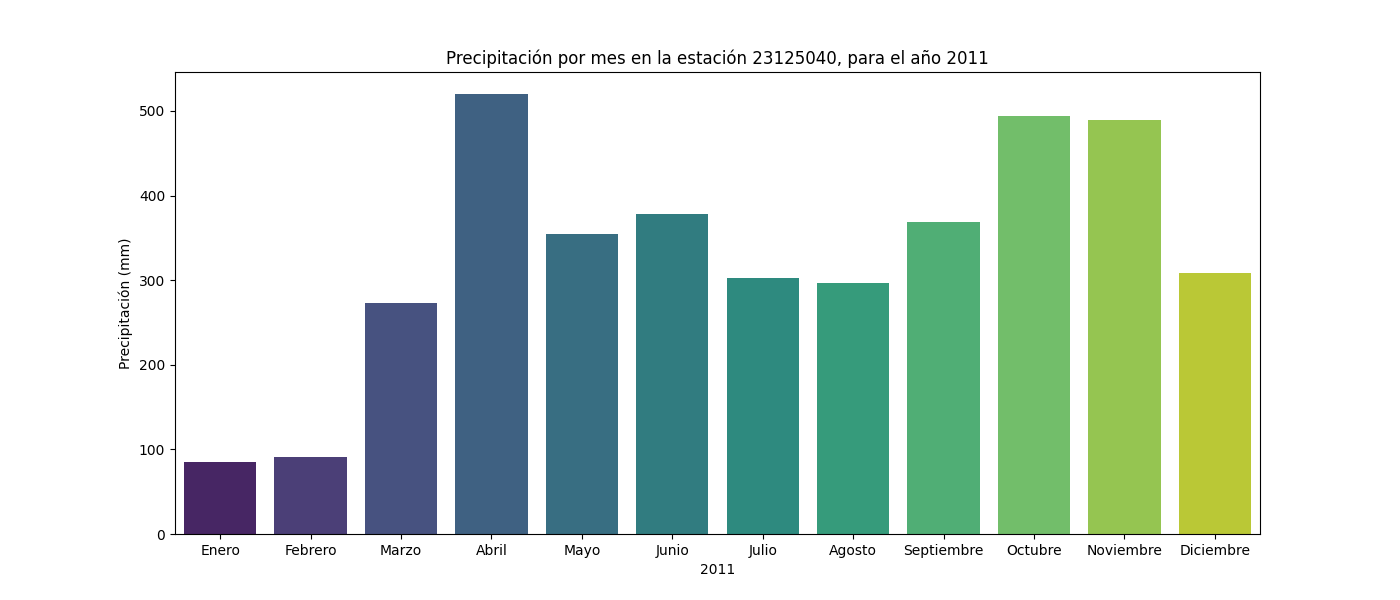 Precipitación por mes en la estación 23125040, para el año 2011
Precipitación (mm)
500
400
300
200
100
0
Enero Febrero Marzo Abril Mayo Junio Julio Agosto Septiembre Octubre Noviembre Diciembre
2011